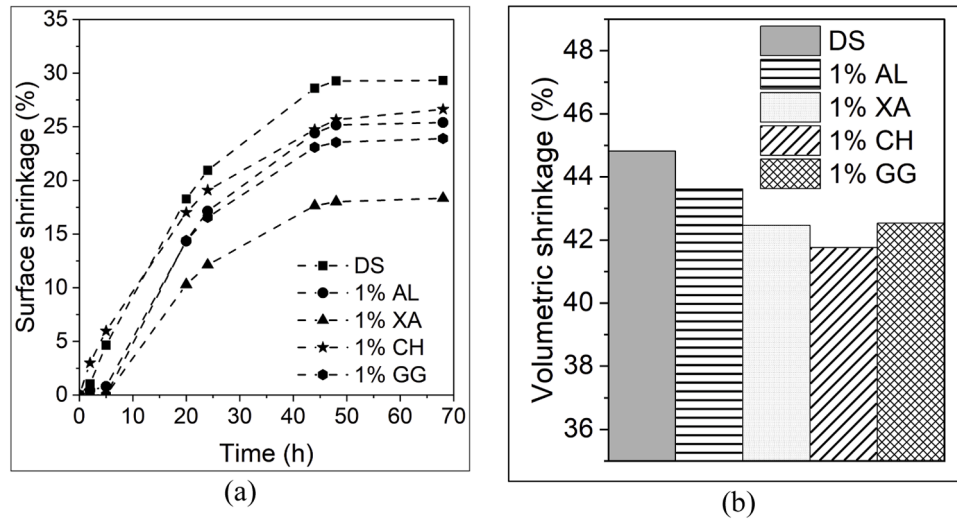 35
30
25
20
15
10
5
0
Surface shrinkage (%)
DS
1% AL
1% XA
1% CH
1% GG
0 10 20 30 40 50 60 70
Time (h)
(a)
48
46
44
42
40
38
36
Volumetric shrinkage (%)
DS
1% AL
1% XA
1% CH
1% GG
(b)